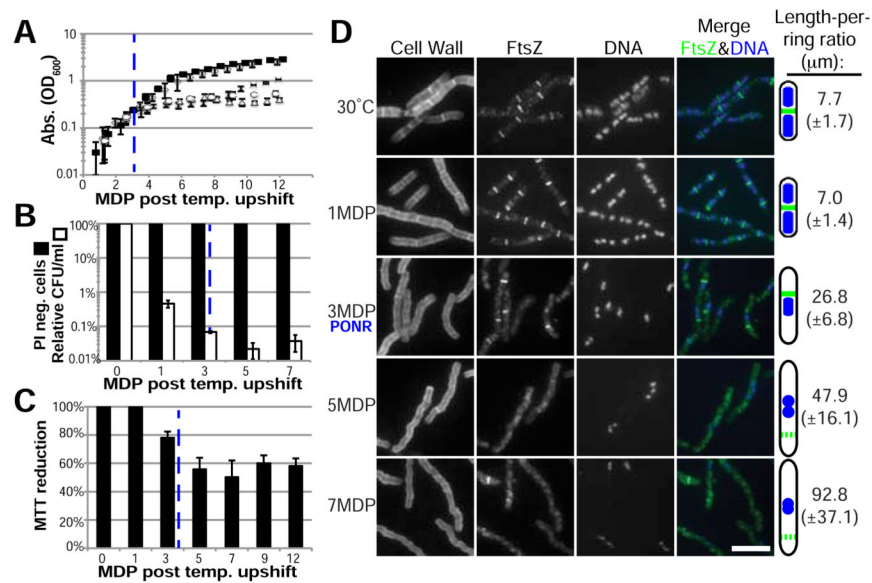 A
Abs. (OD600)
10
1
0.1
0.01
0 2 4 6 8 10 12 14
MDP post temp. upshift
B
PI neg. cells
Relative CFU/ml
100%
10%
1%
0.1%
0.01%
0 1 3 5 7
MDP post temp. upshift
C
MTT reduction
100%
80%
60%
40%
20%
0%
0 1 3 5 7 9 12
MDP post temp. upshift
D
Cell Wall FtsZ DNA Merge
FtsZ&DNA
Length-per-
ring ratio
(μm):
30˚C
7.7
(±1.7)
1MDP
7.0
(±1.4)
3MDP
PONR
26.8
(±6.8)
5MDP
47.9
(±16.1)
7MDP
92.8
(±37.1)